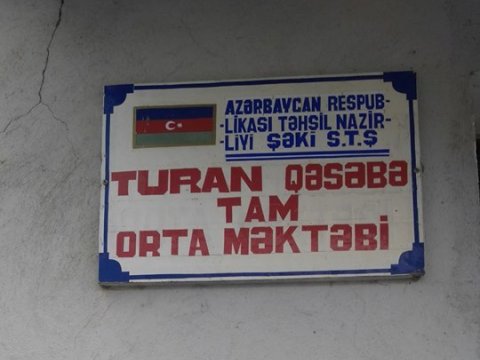 AZƏRBAYCAN RESPUB-
-LİKASI TƏHSİL NAZİR-
-LİYİ ŞƏKİ S.T.Ş
TURAN QƏSƏBƏ
TAM
ORTA MƏKTƏBİ